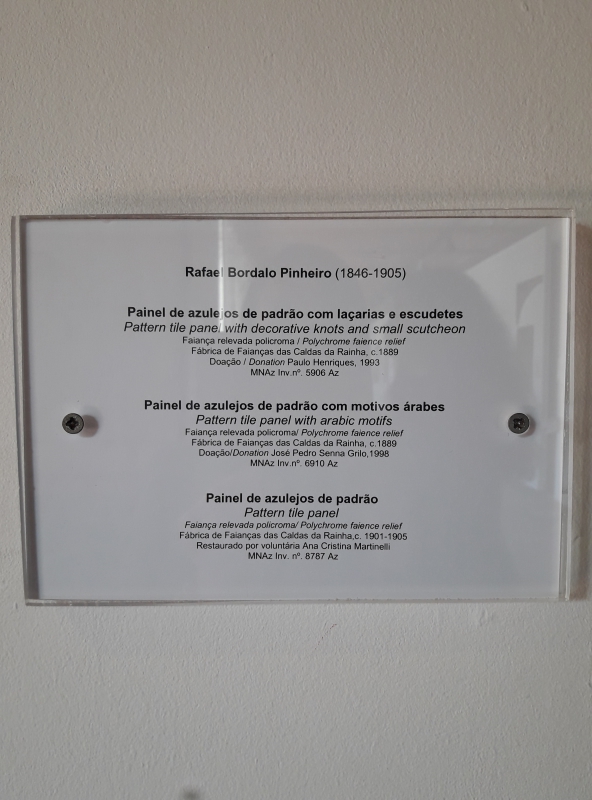 Rafael Bordalo Pinheiro (1846-1905)
Painel de azulejos de padrão com laçarias e escudetes
Pattern tile panel with decorative knots and small scutcheon
Faiança relevada policroma / Polychrome faience relief
Fábrica de Faianças das Caldas da Rainha, c.1889
Doação / Donation Paulo Henriques, 1993
MNAz Inv.nº. 5906 Az
Painel de azulejos de padrão com motivos árabes
Pattern tile panel with arabic motifs
Faiança relevada policroma/ Polychrome faience relief
Fábrica de Faianças das Caldas da Rainha, c.1889
Doação/Donation José Pedro Senna Grilo,1998
MNAz Inv.nº. 6910 Az
Painel de azulejos de padrão
Pattern tile panel
Faiança relevada policroma/ Polychrome faience relief
Fábrica de Faianças das Caldas da Rainha,c. 1901-1905
Restaurado por voluntária Ana Cristina Martinelli
MNAz Inv. nº. 8787 Az